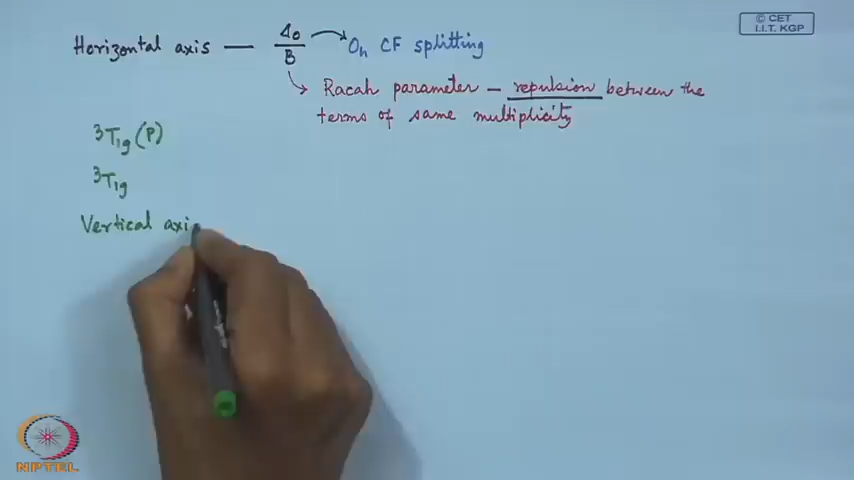 Horizontal axis — Δo/B → Oh CF splitting
Racah parameter – repulsion between the
terms of same multiplicity
³T₁g (P)
³T₁g
Vertical axi
© CET
I.I.T. KGP
NPTEL